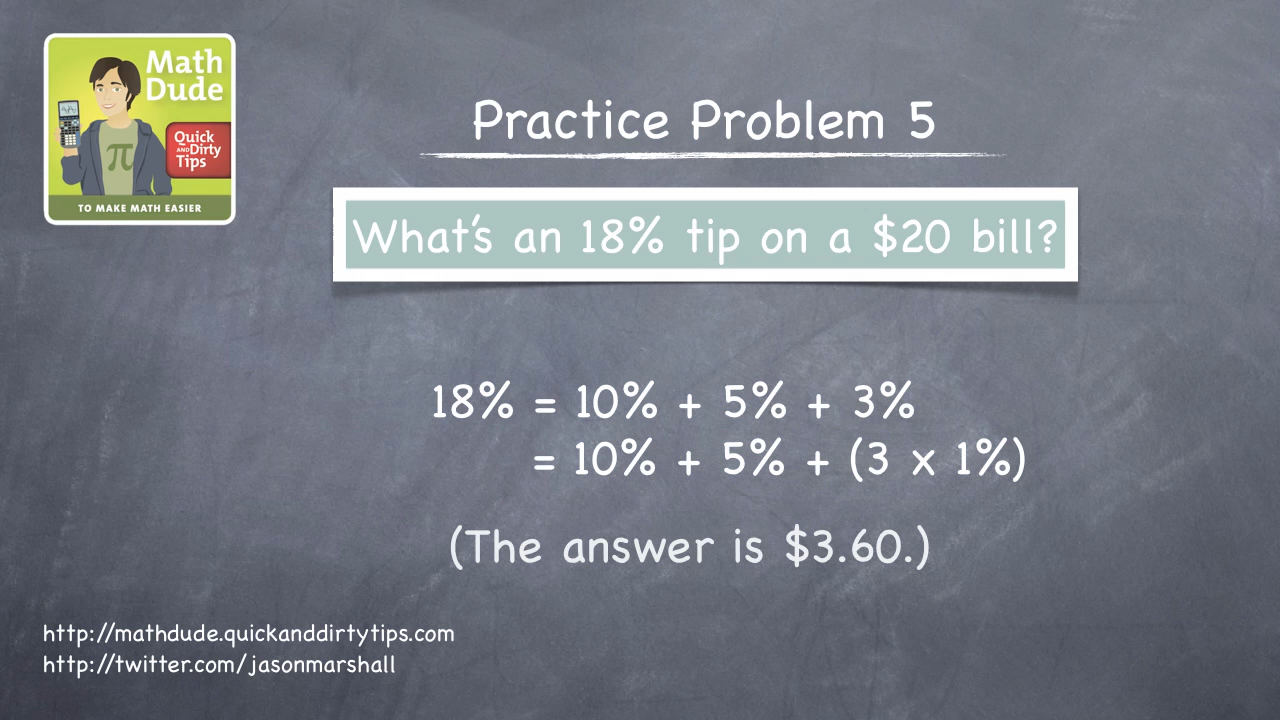 Math
Dude
Quick
AND Dirty
Tips
TO MAKE MATH EASIER
Practice Problem 5
What's an 18% tip on a $20 bill?
18% = 10% + 5% + 3%
= 10% + 5% + (3 x 1%)
(The answer is $3.60.)
http://mathdude.quickanddirtytips.com
http://twitter.com/jasonmarshall